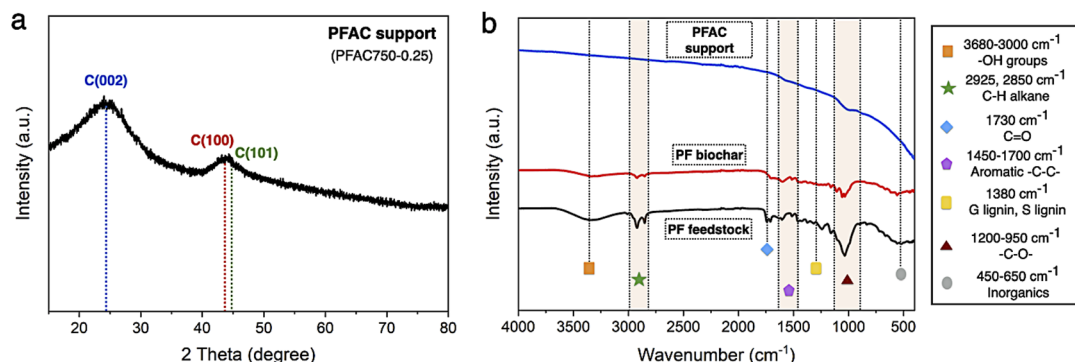 a
PFAC support
(PFAC750-0.25)
C(002)
C(100)
C(101)
Intensity (a.u.)
20 30 40 50 60 70 80
2 Theta (degree)
b
PFAC
support
PF biochar
PF feedstock
Intensity (a.u.)
4000 3500 3000 2500 2000 1500 1000 500
Wavenumber (cm⁻¹)
3680-3000 cm⁻¹
-OH groups
2925, 2850 cm⁻¹
C-H alkane
1730 cm⁻¹
C=O
1450-1700 cm⁻¹
Aromatic -C-C-
1380 cm⁻¹
G lignin, S lignin
1200-950 cm⁻¹
-C-O-
450-650 cm⁻¹
Inorganics